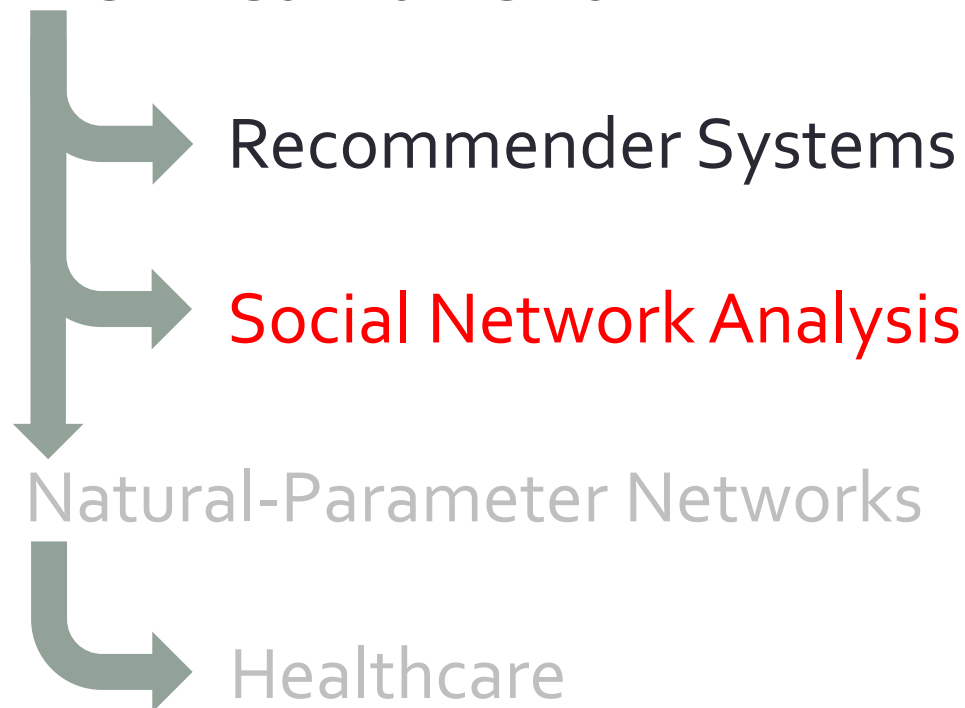 Recommender Systems
Social Network Analysis
Natural-Parameter Networks
Healthcare